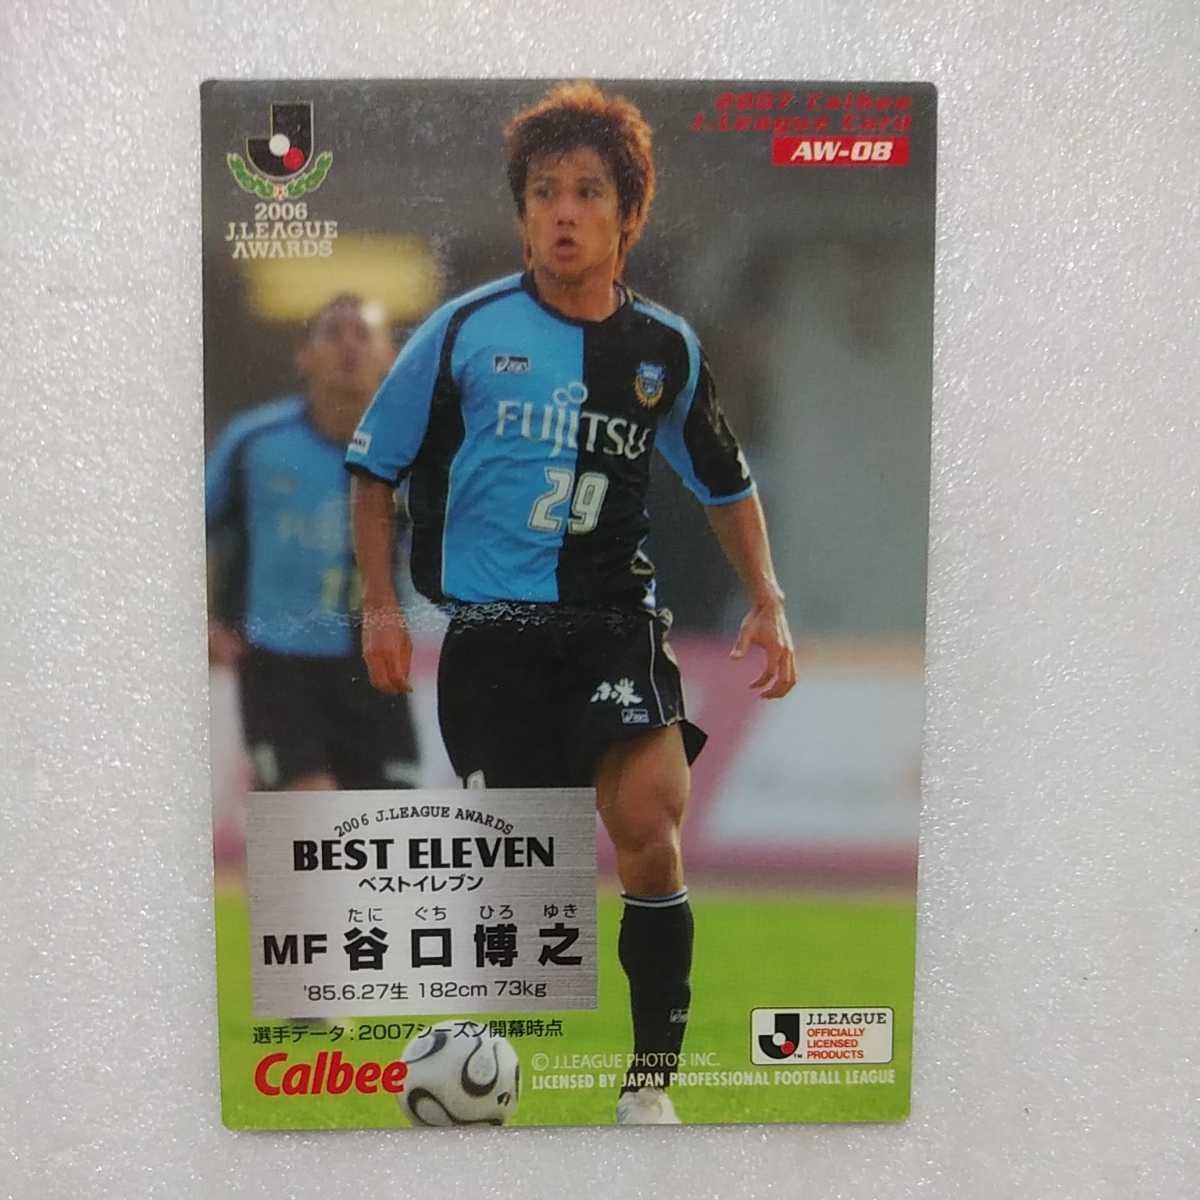 2007 Calbee
J.League Card
AW-08
2006
J.LEAGUE
AWARDS
asics
FUJITSU
29
2006 J.LEAGUE AWARDS
BEST ELEVEN
ベストイレブン
たに ぐち ひろ ゆき
MF 谷口博之
'85.6.27生 182cm 73kg
選手データ:2007シーズン開幕時点
Calbee
J.LEAGUE
OFFICIALLY
LICENSED
PRODUCTS
TM
© J.LEAGUE PHOTOS INC.
LICENSED BY JAPAN PROFESSIONAL FOOTBALL LEAGUE